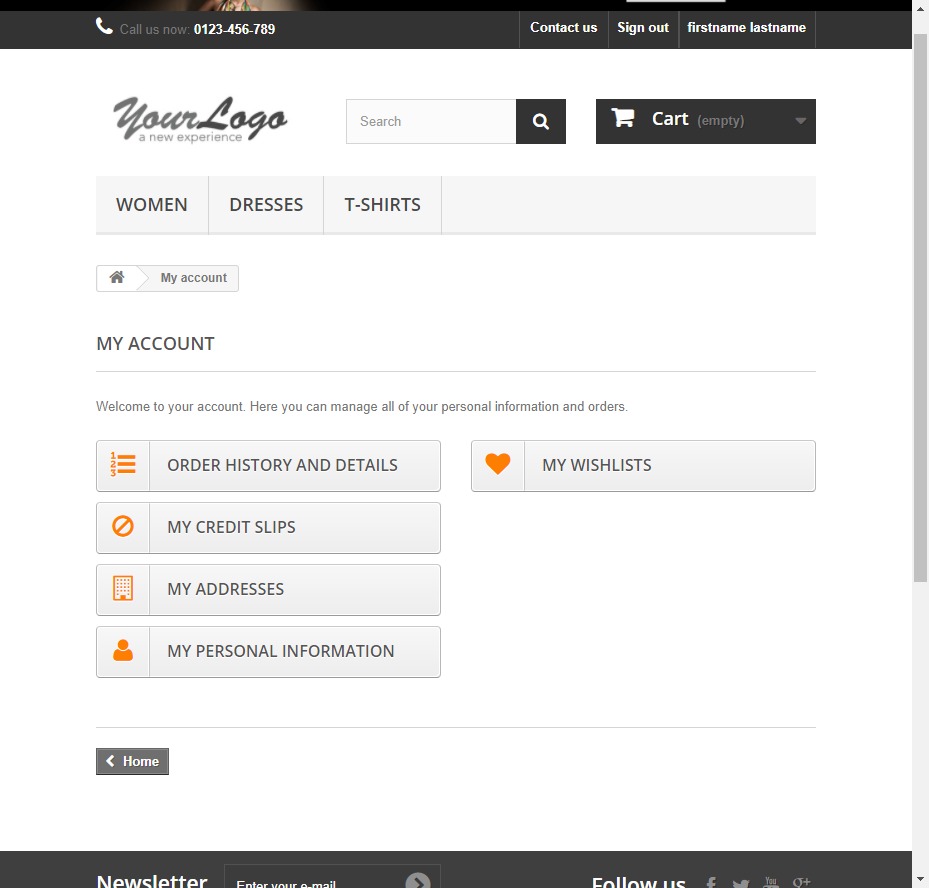 Call us now: 0123-456-789
Contact us
Sign out
firstname lastname
YourLogo
a new experience
Search
Cart (empty)
WOMEN
DRESSES
T-SHIRTS
My account
MY ACCOUNT
Welcome to your account. Here you can manage all of your personal information and orders.
ORDER HISTORY AND DETAILS
MY WISHLISTS
MY CREDIT SLIPS
MY ADDRESSES
MY PERSONAL INFORMATION
Home
Newsletter
Enter your e-mail
Follow us